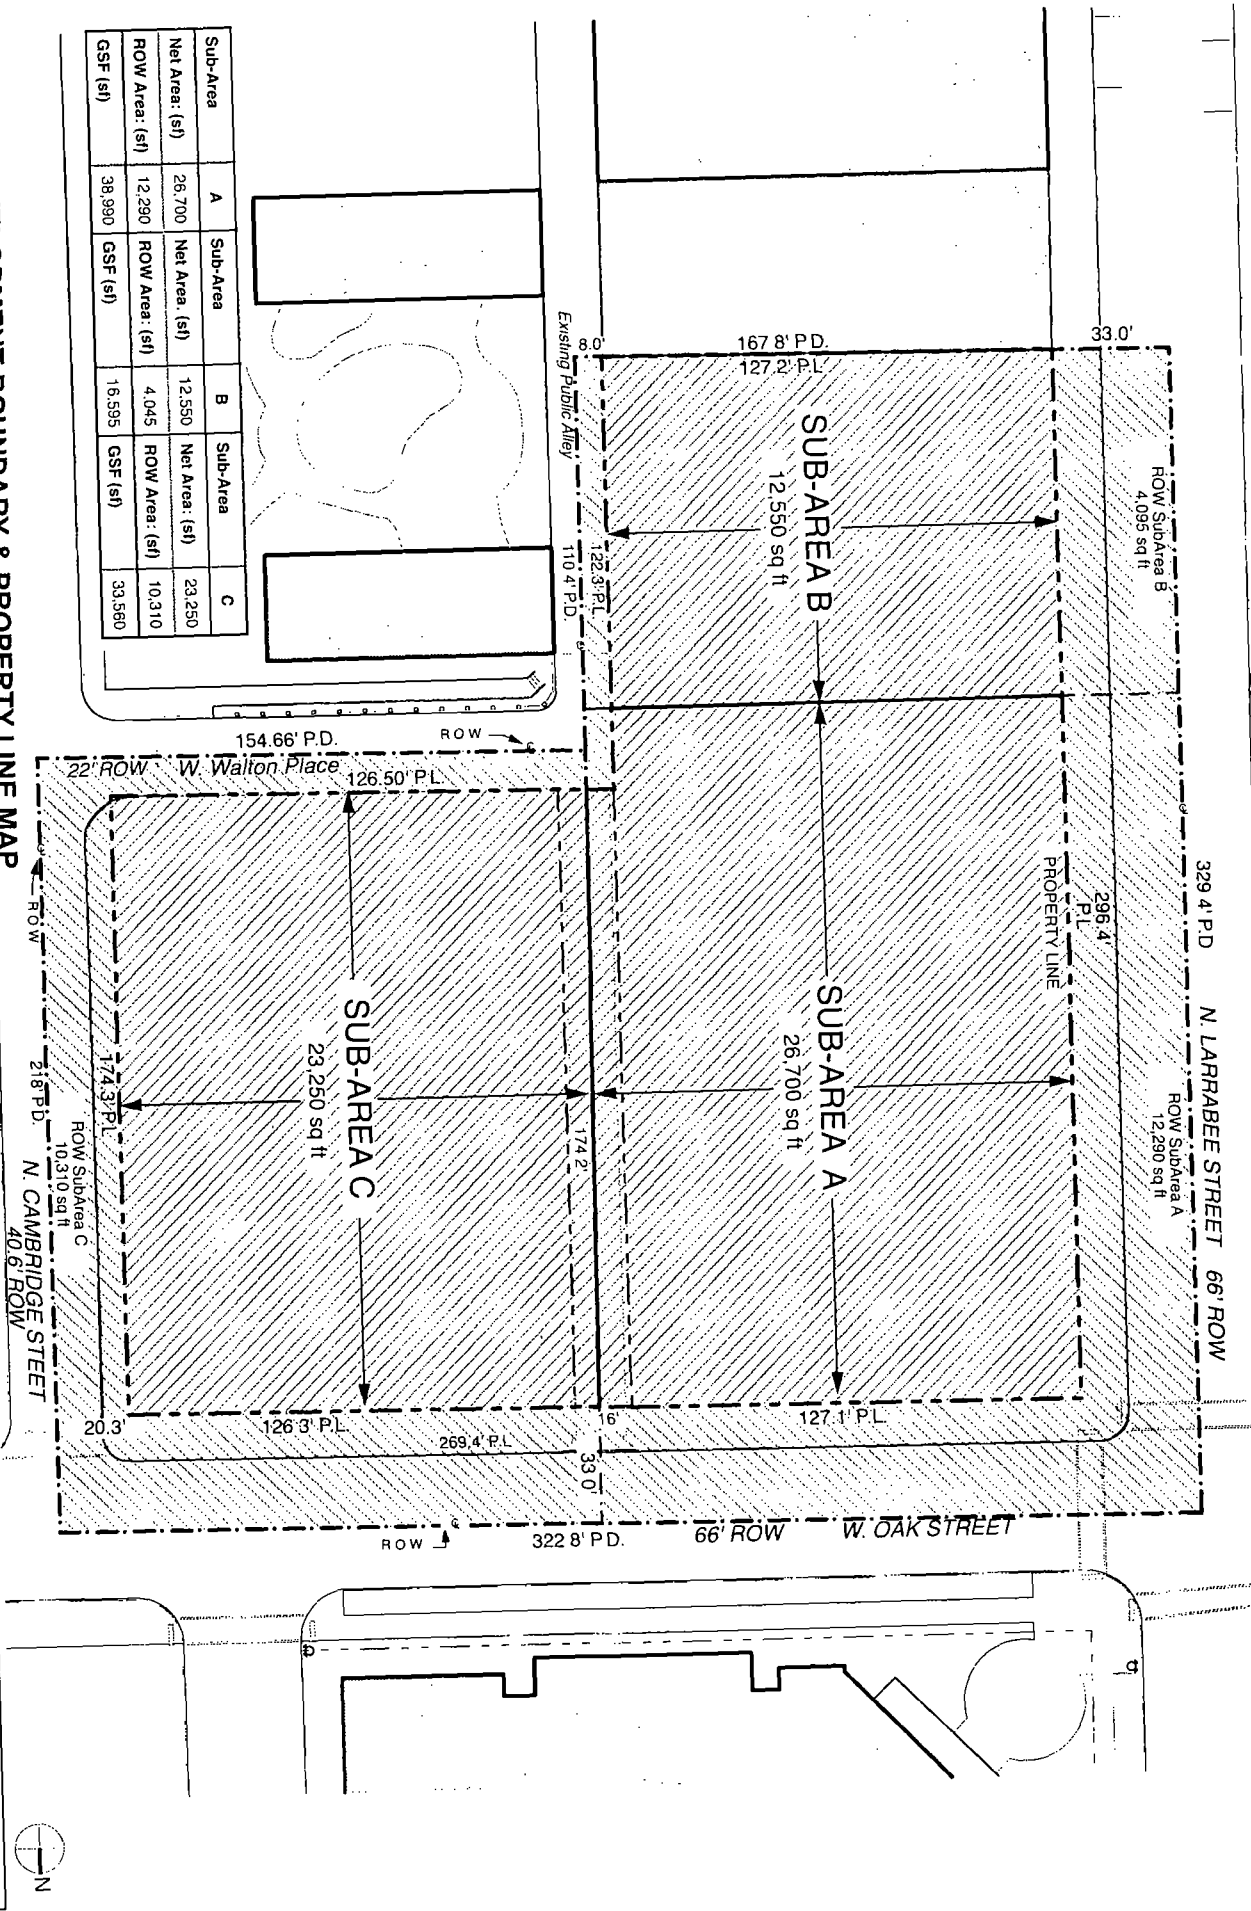 Sub-Area A Sub-Area B Sub-Area C
Net Area: (sf) 26,700 Net Area. (sf) 12.550 Net Area: (sf) 23,250
ROW Area: (sf) 12,290 ROW Area: (sf) 4.045 ROW Area: (sf) 10,310
GSF (sf) 38,990 GSF (sf) 16.595 GSF (sf) 33.560
BOUNDARY & PROPERTY LINE MAP
8.0'
167 8' P D.
127.2' P L
33.0'
Existing Public Alley
SUB-AREA B
12,550 sq ft
ROW SubArea B
4.095 sq ft
122.3' P.L
110 4' P.D.
154.66' P.D.
ROW
22' ROW W. Walton Place
126.50' P.L.
329 4' P D N. LARRABEE STREET 66' ROW
296.4'
P.L
PROPERTY LINE
SUB-AREA A
26,700 sq ft
ROW SubArea A
12,290 sq ft
SUB-AREA C
23,250 sq ft
174 2'
174.3' P.L
ROW
218' P D.
ROW SubArea C
10,310 sq ft
N. CAMBRIDGE STEET
40.6' ROW
20.3'
126 3' P.L.
16'
127.1' P.L.
269.4' P.L
33 0'
ROW
322 8' P D.
66' ROW W. OAK STREET
N